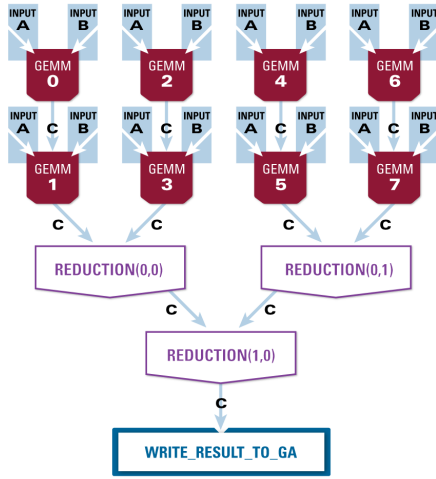 INPUT INPUT INPUT INPUT INPUT INPUT INPUT INPUT
A B A B A B A B
GEMM GEMM GEMM GEMM
0 2 4 6
INPUT C INPUT INPUT C INPUT INPUT C INPUT INPUT C INPUT
A B A B A B A B
GEMM GEMM GEMM GEMM
1 3 5 7
C C C C
REDUCTION(0,0) REDUCTION(0,1)
C C
REDUCTION(1,0)
C
WRITE_RESULT_TO_GA